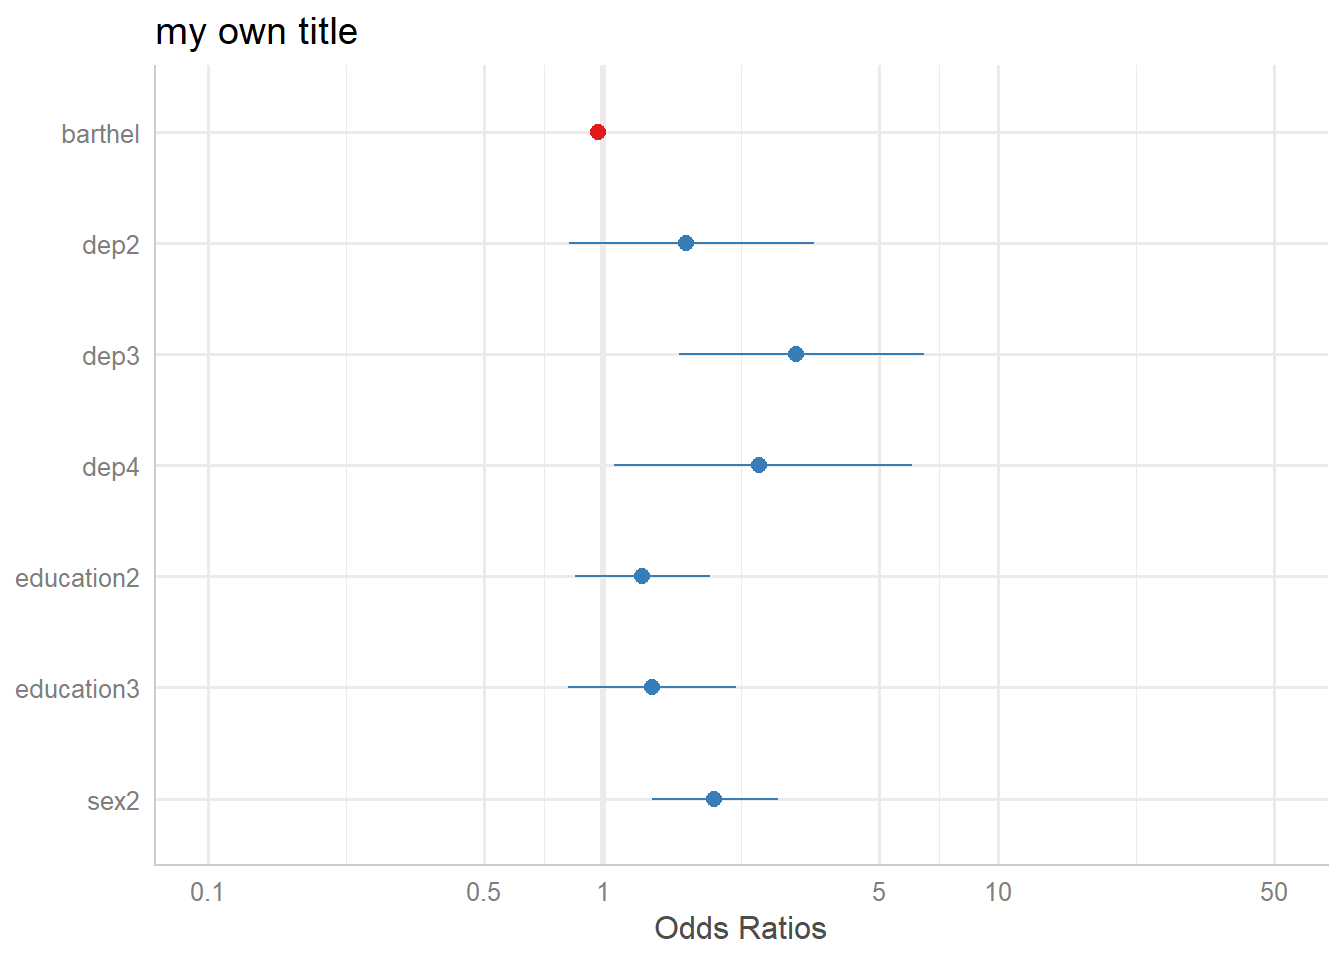 my own title
barthel
dep2
dep3
dep4
education2
education3
sex2
0.1 0.5 1 5 10 50
Odds Ratios